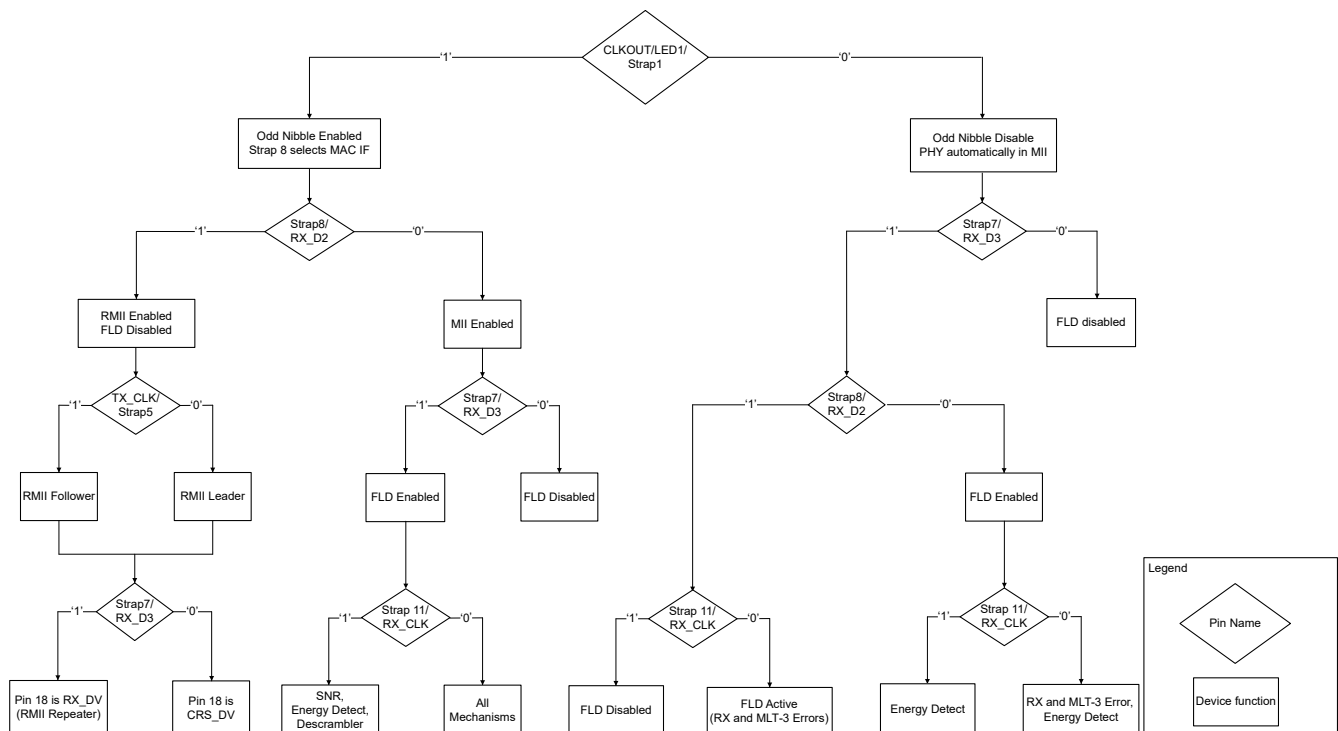 CLKOUT/LED1/
Strap1
‘1’
‘0’
Odd Nibble Enabled
Strap 8 selects MAC IF
Odd Nibble Disable
PHY automatically in MII
Strap8/
RX_D2
‘1’
‘0’
Strap7/
RX_D3
‘1’
‘0’
RMII Enabled
FLD Disabled
MII Enabled
FLD disabled
TX_CLK/
Strap5
‘1’
‘0’
Strap7/
RX_D3
‘1’
‘0’
Strap8/
RX_D2
‘1’
‘0’
RMII Follower
RMII Leader
FLD Enabled
FLD Disabled
FLD Enabled
Strap7/
RX_D3
‘1’
‘0’
Strap 11/
RX_CLK
‘1’
‘0’
Strap 11/
RX_CLK
‘1’
‘0’
Strap 11/
RX_CLK
‘1’
‘0’
Pin 18 is RX_DV
(RMII Repeater)
Pin 18 is
CRS_DV
SNR,
Energy Detect,
Descrambler
All
Mechanisms
FLD Disabled
FLD Active
(RX and MLT-3 Errors)
Energy Detect
RX and MLT-3 Error,
Energy Detect
Legend
Pin Name
Device function